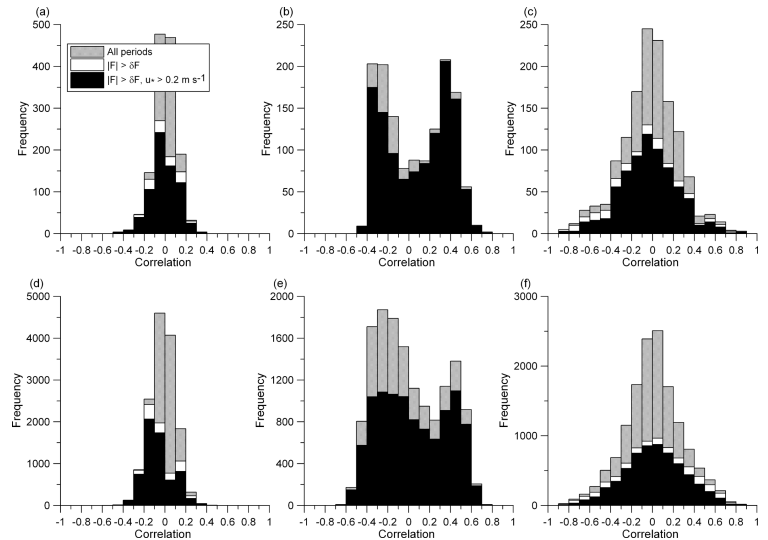 (a)
500
400
300
200
100
0
Frequency
All periods
|F| > δF
|F| > δF, u* > 0.2 m s-1
-1 -0.8 -0.6 -0.4 -0.2 0 0.2 0.4 0.6 0.8 1
Correlation
(b)
250
200
150
100
50
0
Frequency
-1 -0.8 -0.6 -0.4 -0.2 0 0.2 0.4 0.6 0.8 1
Correlation
(c)
250
200
150
100
50
0
Frequency
-1 -0.8 -0.6 -0.4 -0.2 0 0.2 0.4 0.6 0.8 1
Correlation
(d)
5000
4000
3000
2000
1000
0
Frequency
-1 -0.8 -0.6 -0.4 -0.2 0 0.2 0.4 0.6 0.8 1
Correlation
(e)
2000
1600
1200
800
400
0
Frequency
-1 -0.8 -0.6 -0.4 -0.2 0 0.2 0.4 0.6 0.8 1
Correlation
(f)
3000
2000
1000
0
Frequency
-1 -0.8 -0.6 -0.4 -0.2 0 0.2 0.4 0.6 0.8 1
Correlation